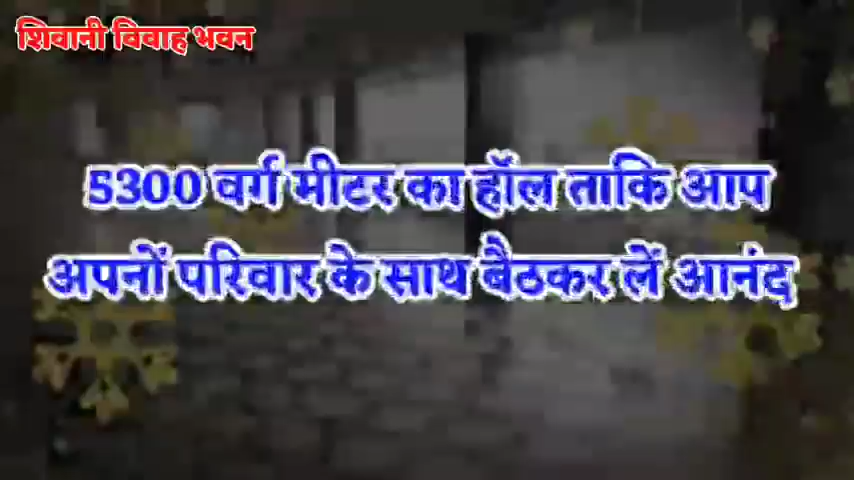 शिवानी विवाह भवन
5300 वर्ग मीटर का हॉल ताकि आप
अपनों परिवार के साथ बैठकर लें आनंद